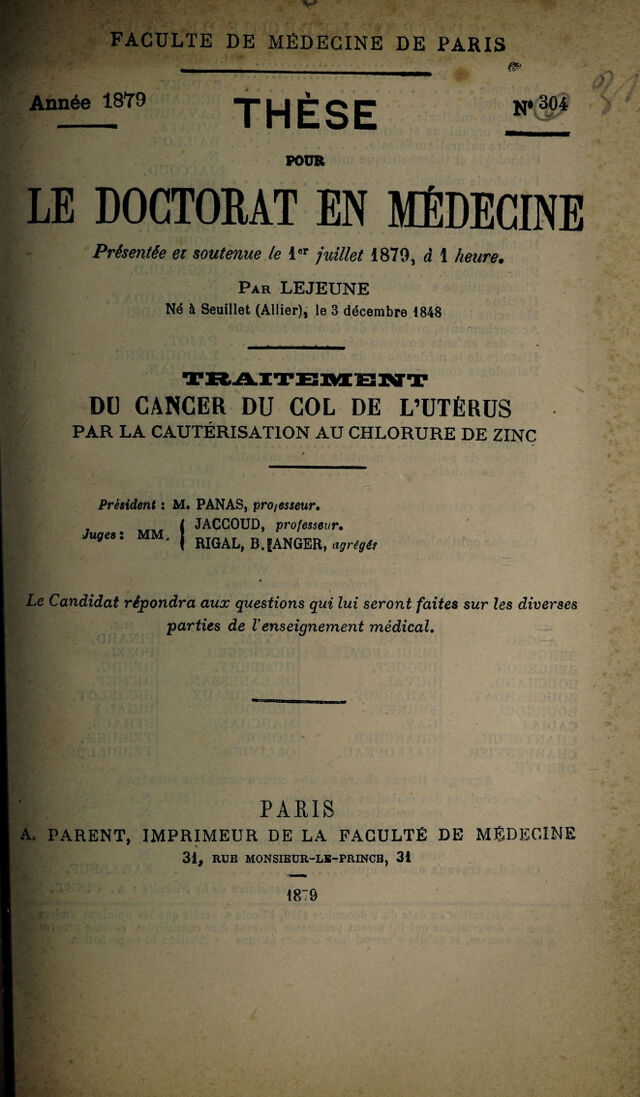 FACULTE DE MÉDECINE DE PARIS
Année 1879
THÈSE
N° 304
POUR
LE DOCTORAT EN MÉDECINE
Présentée et soutenue le 1er juillet 1879, à 1 heure.
PAR LEJEUNE
Né à Seuillet (Allier), le 3 décembre 1848
TRAITEMENT
DU CANCER DU COL DE L'UTÉRUS
PAR LA CAUTÉRISATION AU CHLORURE DE ZINC
Président : M. PANAS, professeur.
Juges : MM. { JACCOUD, professeur.
RIGAL, B. ANGER, agrégés
Le Candidat répondra aux questions qui lui seront faites sur les diverses
parties de l'enseignement médical.
PARIS
A. PARENT, IMPRIMEUR DE LA FACULTÉ DE MÉDECINE
31, RUE MONSIEUR-LE-PRINCE, 31
1879